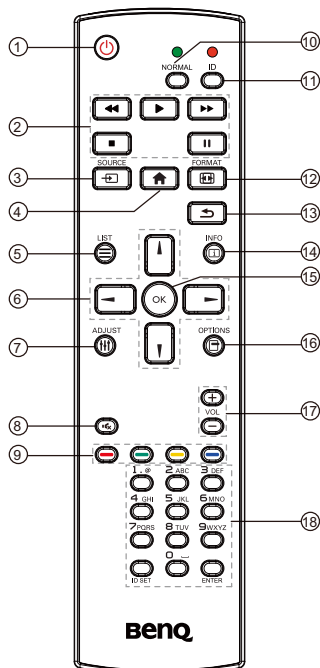 1
10
NORMAL ID
11
2
SOURCE FORMAT
3
12
4
13
LIST INFO
5
14
OK
15
6
ADJUST OPTIONS
7
16
VOL
17
8
9
1 . @ 2 ABC 3 DEF
4 GHI 5 JKL 6 MNO
18
7 PQRS 8 TUV 9 WXYZ
0
ID SET ENTER
BenQ